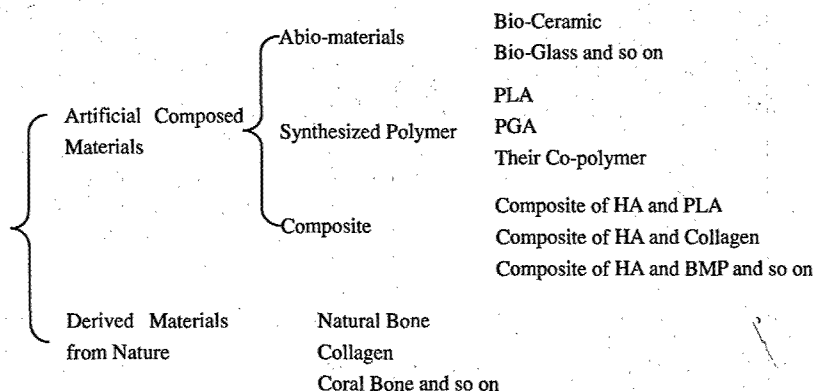 Abio-materials
Bio-Ceramic
Bio-Glass and so on
Artificial Composed
Materials
Synthesized Polymer
PLA
PGA
Their Co-polymer
Composite
Composite of HA and PLA
Composite of HA and Collagen
Composite of HA and BMP and so on
Derived Materials
from Nature
Natural Bone
Collagen
Coral Bone and so on